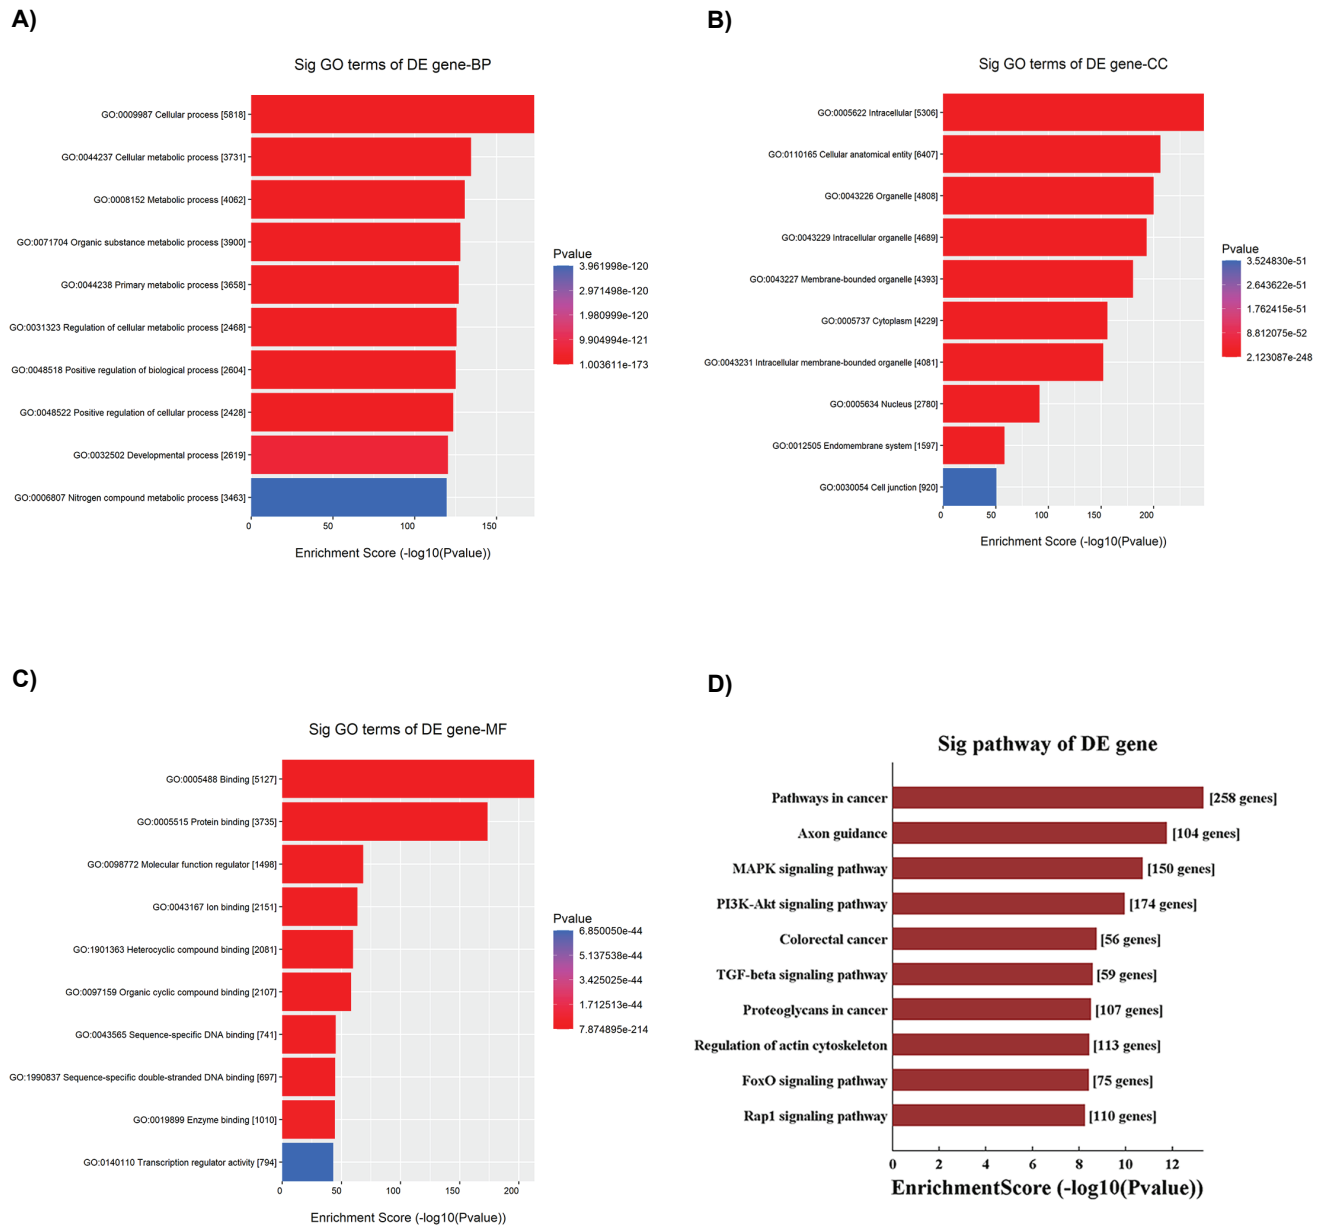 A)
Sig GO terms of DE gene-BP
GO:0009987 Cellular process [5818]
GO:0044237 Cellular metabolic process [3731]
GO:0008152 Metabolic process [4062]
GO:0071704 Organic substance metabolic process [3900]
GO:0044238 Primary metabolic process [3658]
GO:0031323 Regulation of cellular metabolic process [2468]
GO:0048518 Positive regulation of biological process [2604]
GO:0048522 Positive regulation of cellular process [2428]
GO:0032502 Developmental process [2619]
GO:0006807 Nitrogen compound metabolic process [3463]
0 50 100 150
Enrichment Score (-log10(Pvalue))
Pvalue
3.961998e-120
2.971498e-120
1.980999e-120
9.904994e-121
1.003611e-173
B)
Sig GO terms of DE gene-CC
GO:0005622 Intracellular [5306]
GO:0110165 Cellular anatomical entity [6407]
GO:0043226 Organelle [4808]
GO:0043229 Intracellular organelle [4689]
GO:0043227 Membrane-bounded organelle [4393]
GO:0005737 Cytoplasm [4229]
GO:0043231 Intracellular membrane-bounded organelle [4081]
GO:0005634 Nucleus [2780]
GO:0012505 Endomembrane system [1597]
GO:0030054 Cell junction [920]
0 50 100 150 200
Enrichment Score (-log10(Pvalue))
Pvalue
3.524830e-51
2.643622e-51
1.762415e-51
8.812075e-52
2.123087e-248
C)
Sig GO terms of DE gene-MF
GO:0005488 Binding [5127]
GO:0005515 Protein binding [3735]
GO:0098772 Molecular function regulator [1498]
GO:0043167 Ion binding [2151]
GO:1901363 Heterocyclic compound binding [2081]
GO:0097159 Organic cyclic compound binding [2107]
GO:0043565 Sequence-specific DNA binding [741]
GO:1990837 Sequence-specific double-stranded DNA binding [697]
GO:0019899 Enzyme binding [1010]
GO:0140110 Transcription regulator activity [794]
0 50 100 150 200
Enrichment Score (-log10(Pvalue))
Pvalue
6.850050e-44
5.137538e-44
3.425025e-44
1.712513e-44
7.874895e-214
D)
Sig pathway of DE gene
Pathways in cancer [258 genes]
Axon guidance [104 genes]
MAPK signaling pathway [150 genes]
PI3K-Akt signaling pathway [174 genes]
Colorectal cancer [56 genes]
TGF-beta signaling pathway [59 genes]
Proteoglycans in cancer [107 genes]
Regulation of actin cytoskeleton [113 genes]
FoxO signaling pathway [75 genes]
Rap1 signaling pathway [110 genes]
0 2 4 6 8 10 12
EnrichmentScore (-log10(Pvalue))